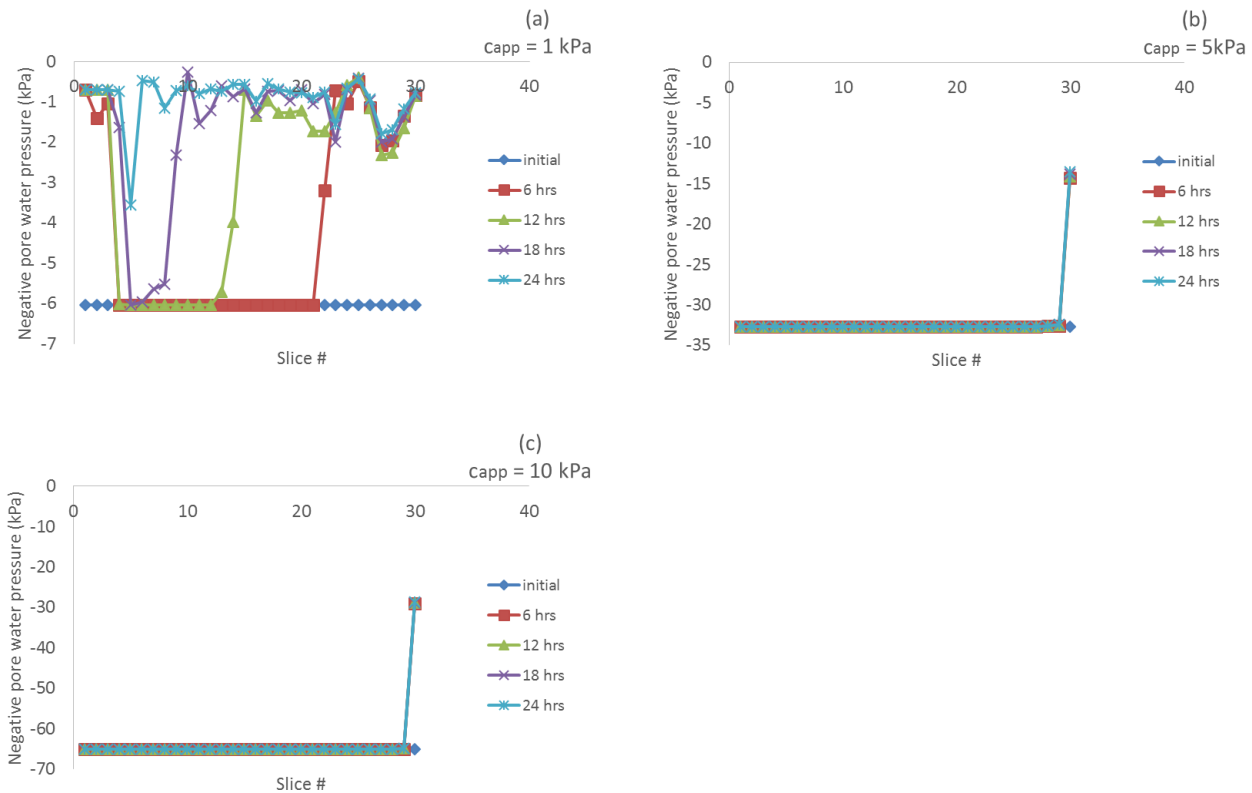 (a)
capp = 1 kPa
0
-1
-2
-3
-4
-5
-6
-7
0 10 20 30 40
Negative pore water pressure (kPa)
Slice #
initial
6 hrs
12 hrs
18 hrs
24 hrs
(b)
capp = 5kPa
0
-5
-10
-15
-20
-25
-30
-35
0 10 20 30 40
Negative pore water pressure (kPa)
Slice #
initial
6 hrs
12 hrs
18 hrs
24 hrs
(c)
capp = 10 kPa
0
-10
-20
-30
-40
-50
-60
-70
0 10 20 30 40
Negative pore water pressure (kPa)
Slice #
initial
6 hrs
12 hrs
18 hrs
24 hrs